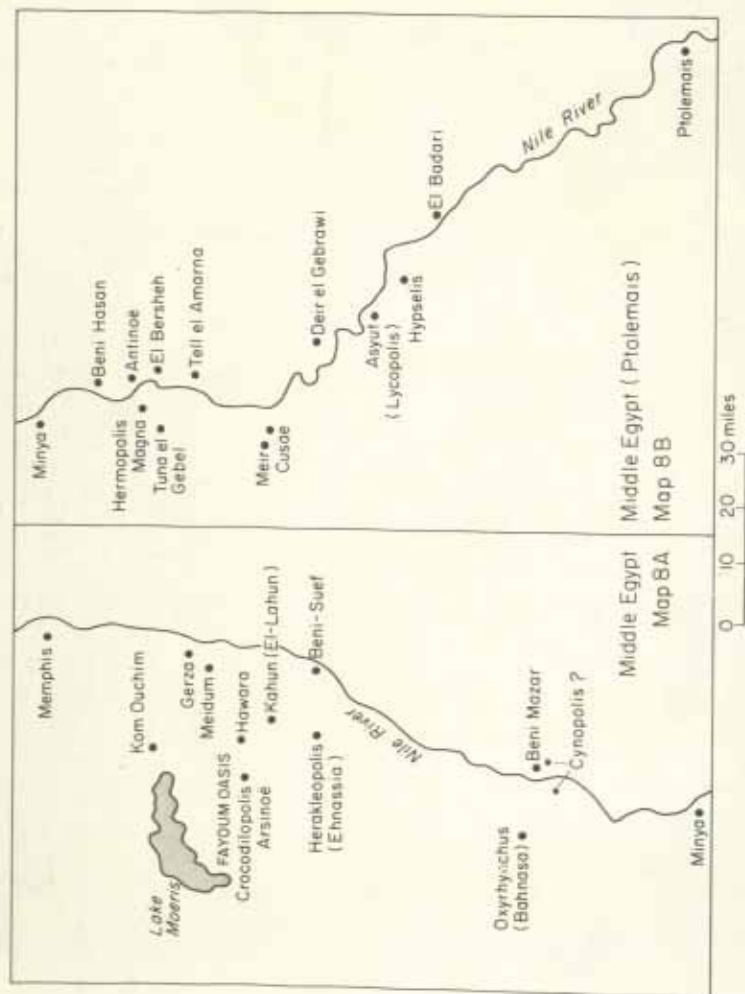 Memphis
Kom Ouchim
Lake
Moeris
Gerza
Meidum
FAYOUM OASIS
Hawara
Crocodilopolis
Arsinoë
Kahun (El-Lahun)
Herakleopolis
(Ehnassia)
Beni-Suef
Nile River
Beni Mazar
Cynopolis ?
Oxyrhynchus
(Bahnasa)
Minya
Middle Egypt
Map 8A
Minya
Beni Hasan
Antinoe
Hermopolis
Magna
El Bersheh
Tuna el
Gebel
Tell el Amarna
Meir
Cusae
Deir el Gebrawi
Asyut
(Lycopolis)
Hypselis
El Badari
Nile River
Ptolemais
Middle Egypt (Ptolemais)
Map 8B
0 10 20 30 miles